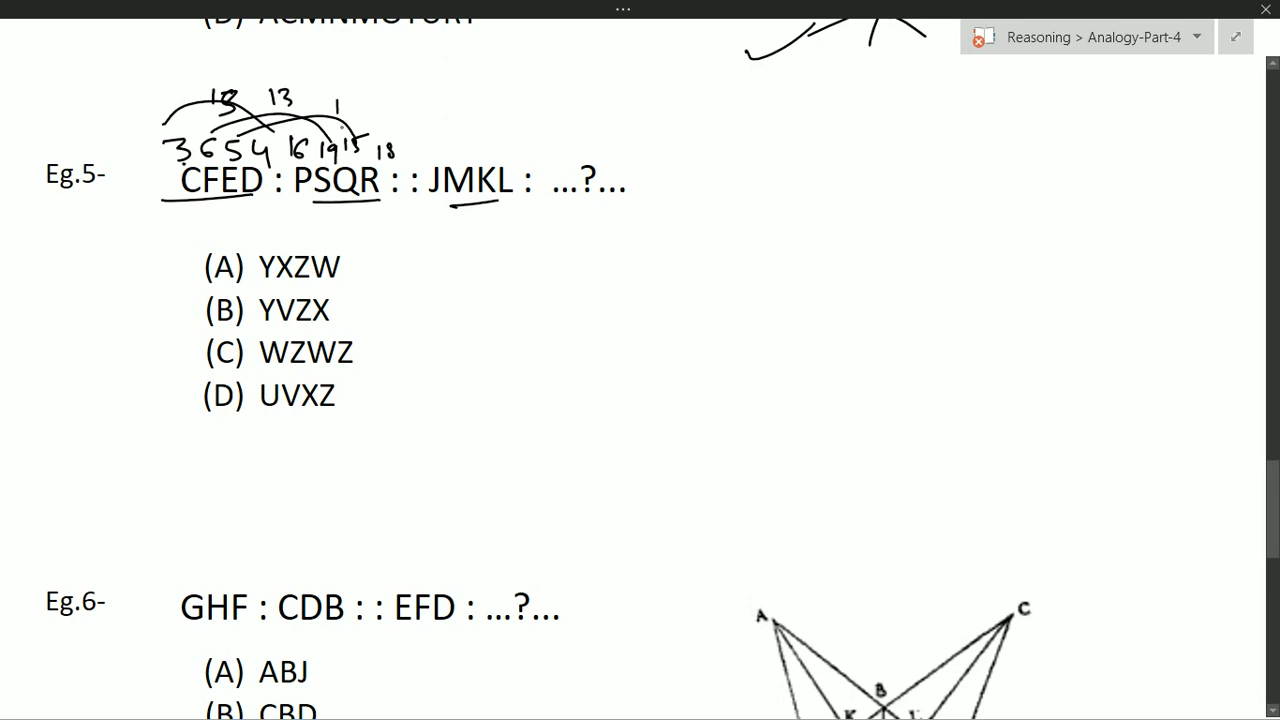 ...
Reasoning > Analogy-Part-4
13 1
3 6 5 4 16 19 15 18
Eg.5- CFED : PSQR : : JMKL : ...?...
(A) YXZW
(B) YVZX
(C) WZWZ
(D) UVXZ
Eg.6- GHF : CDB : : EFD : ...?...
A C
(A) ABJ
B
(B) CBD
K L